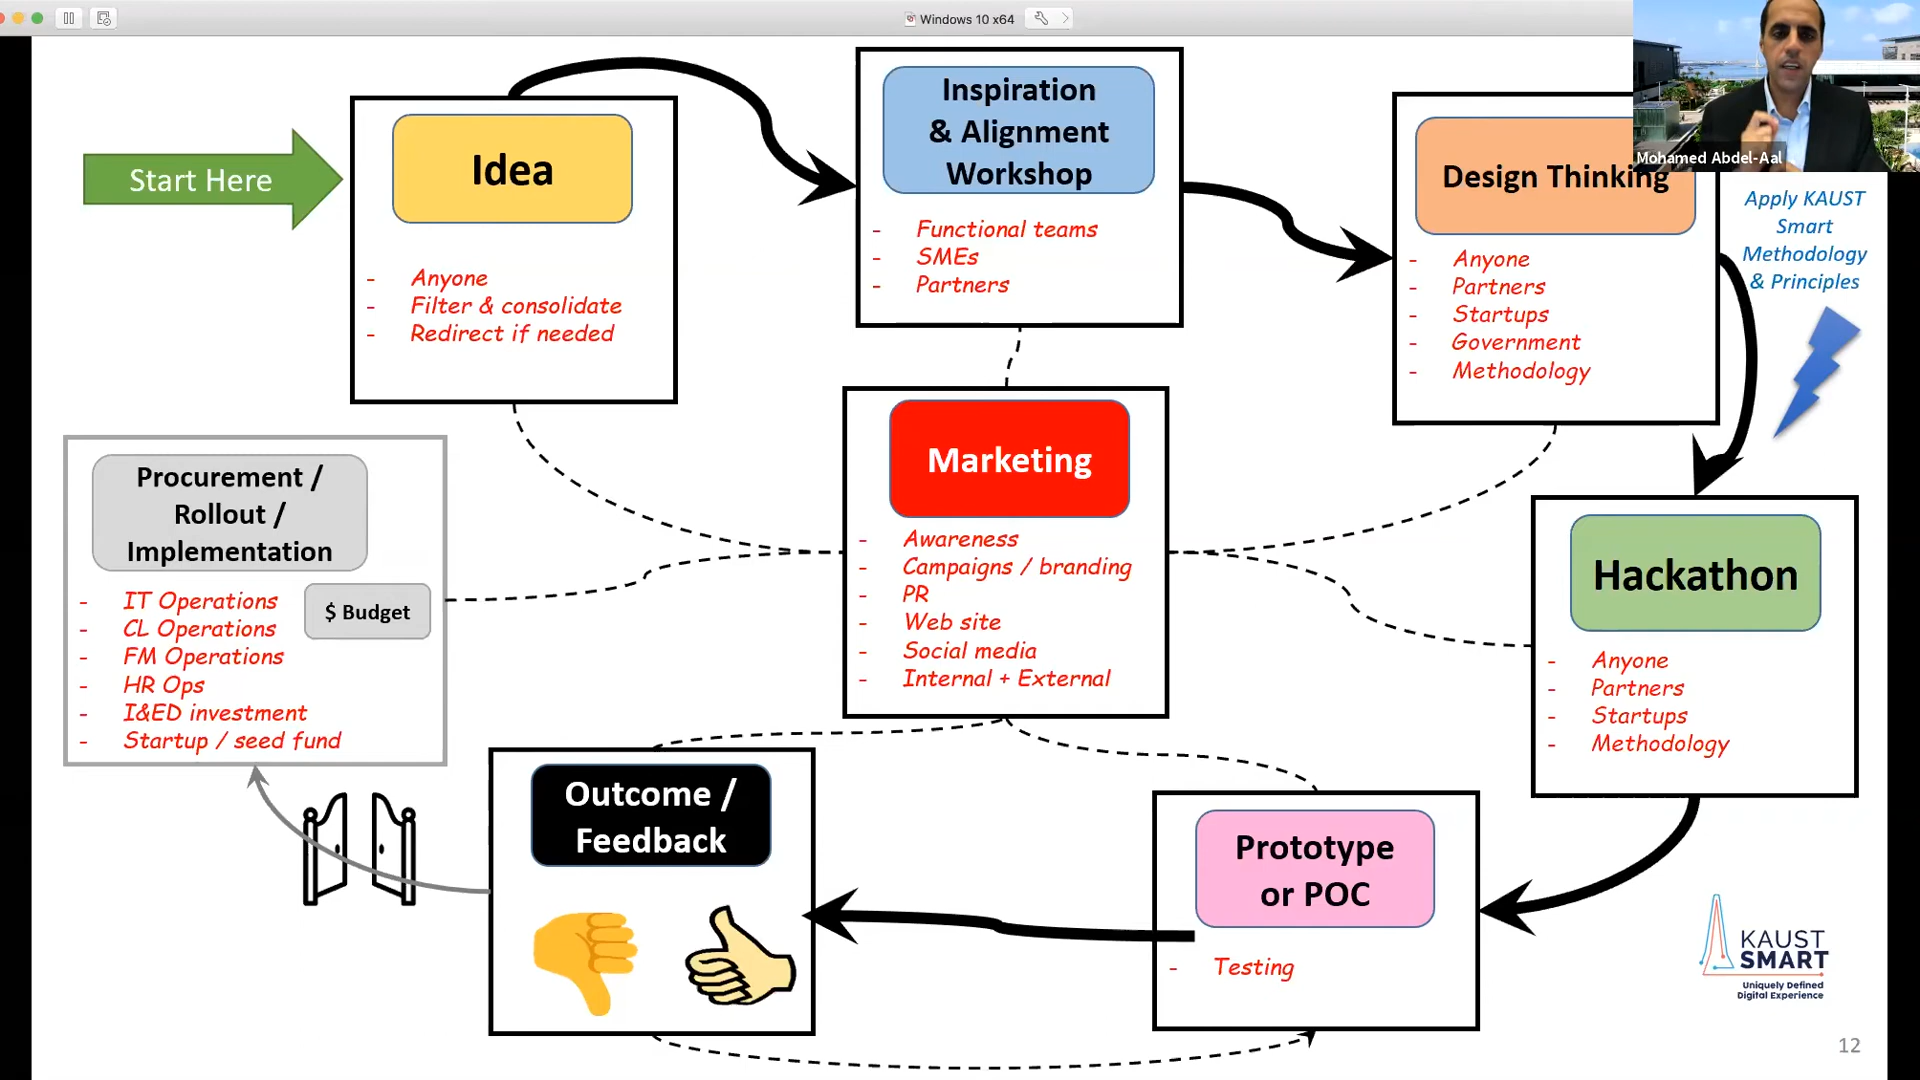 Windows 10 x64
Start Here
Idea
- Anyone
- Filter & consolidate
- Redirect if needed
Inspiration
& Alignment
Workshop
- Functional teams
- SMEs
- Partners
Design Thinking
- Anyone
- Partners
- Startups
- Government
- Methodology
Mohamed Abdel-Aal
Apply KAUST
Smart
Methodology
& Principles
Marketing
- Awareness
- Campaigns / branding
- PR
- Web site
- Social media
- Internal + External
Hackathon
- Anyone
- Partners
- Startups
- Methodology
Procurement /
Rollout /
Implementation
$ Budget
- IT Operations
- CL Operations
- FM Operations
- HR Ops
- I&ED investment
- Startup / seed fund
Outcome /
Feedback
Prototype
or POC
- Testing
KAUST
SMART
Uniquely Defined
Digital Experience
12